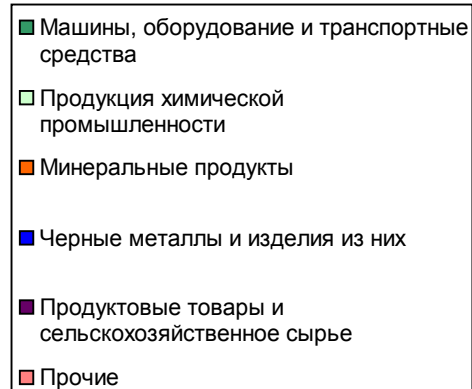 Машины, оборудование и транспортные
средства
Продукция химической
промышленности
Минеральные продукты
Черные металлы и изделия из них
Продуктовые товары и
сельскохозяйственное сырье
Прочие